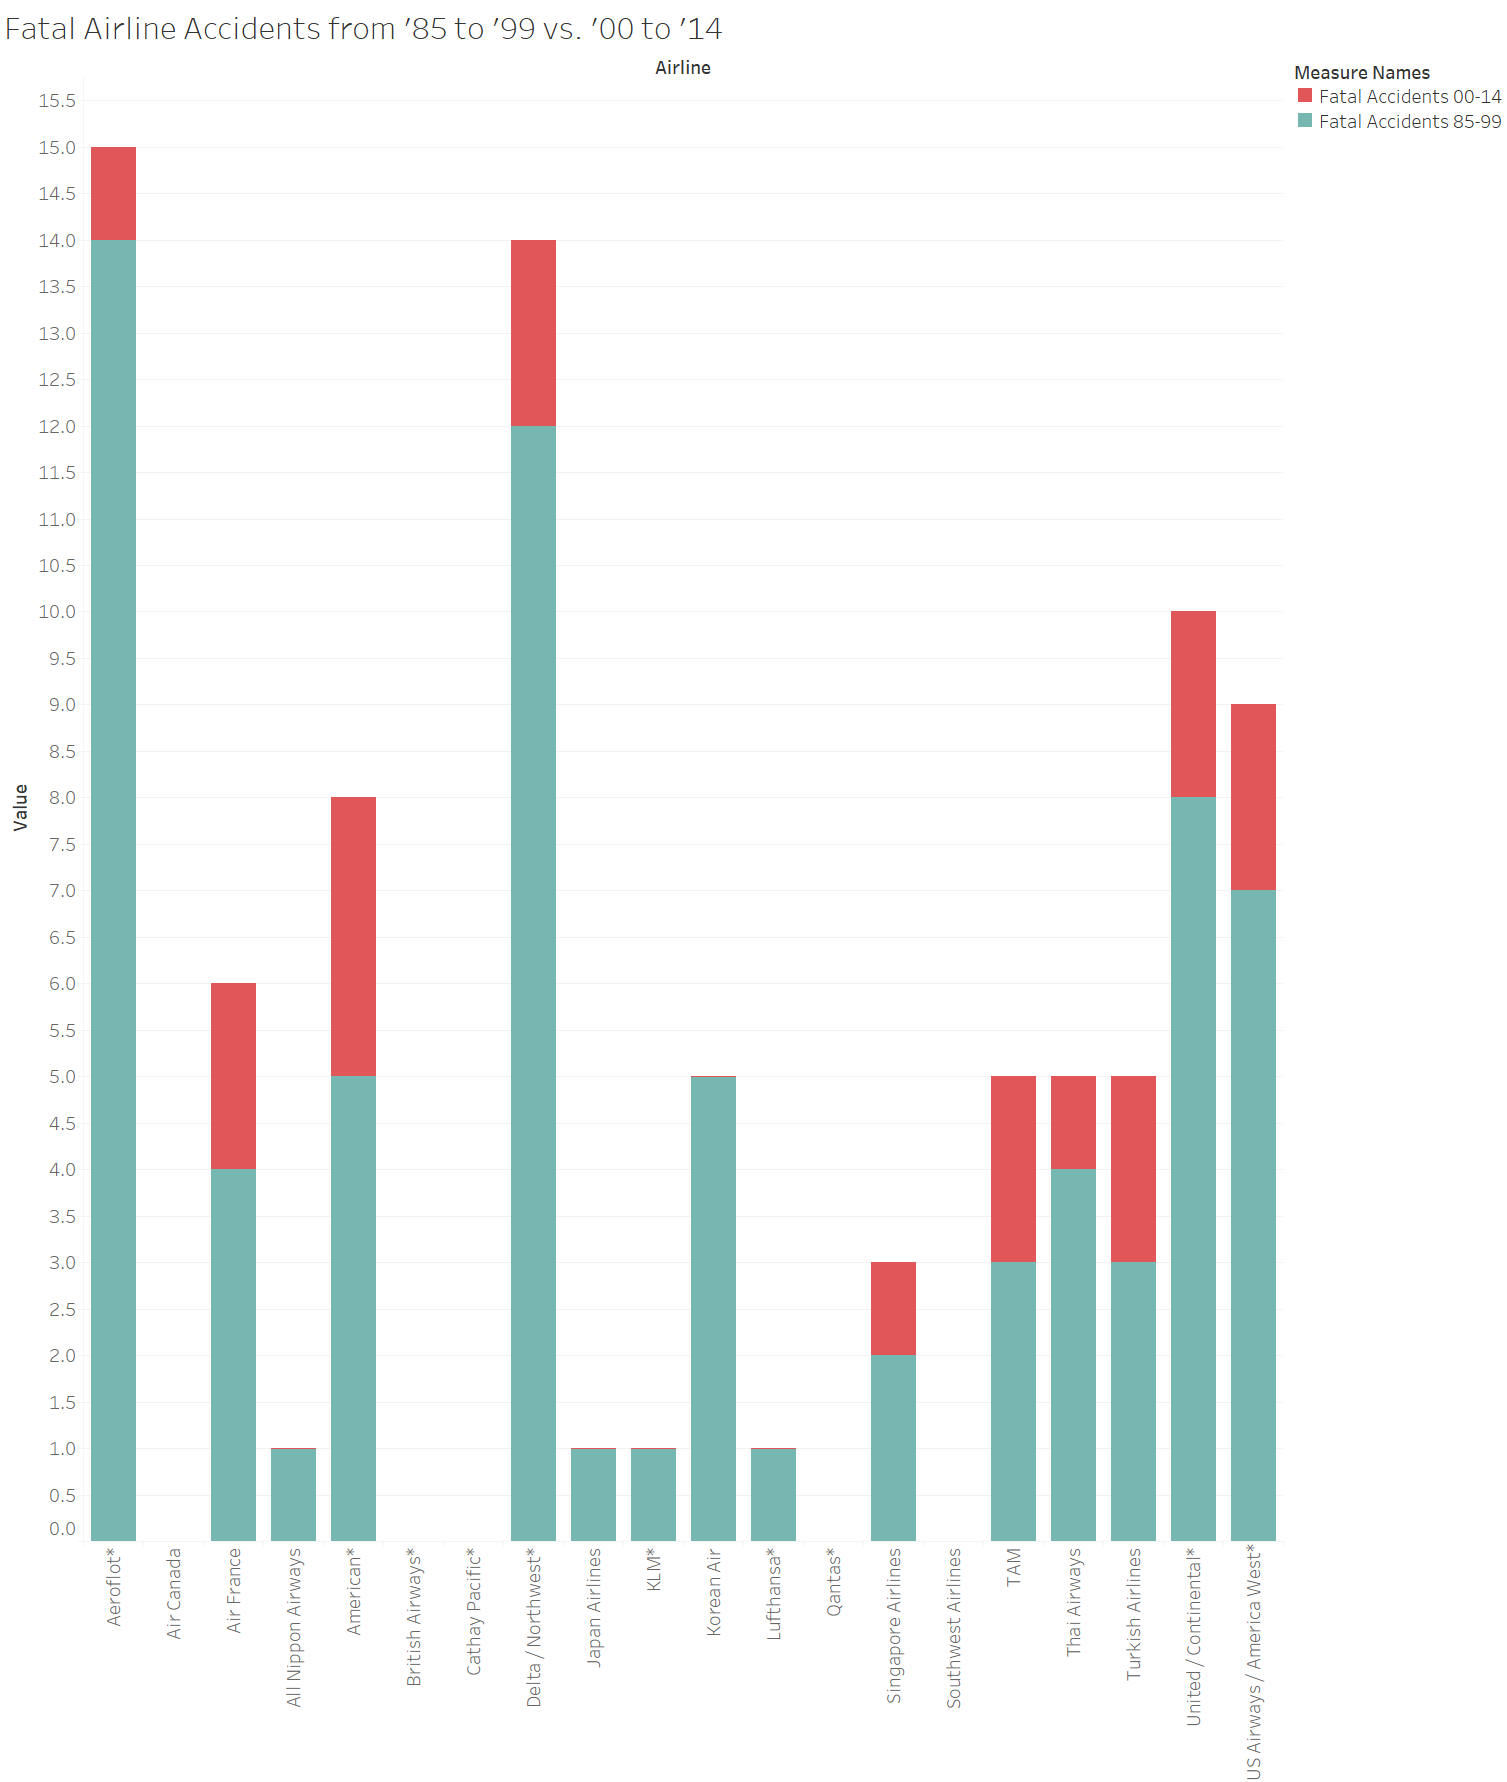 Fatal Airline Accidents from '85 to '99 vs. '00 to '14
Airline
Measure Names
Fatal Accidents 00-14
Fatal Accidents 85-99
15.5
15.0
14.5
14.0
13.5
13.0
12.5
12.0
11.5
11.0
10.5
10.0
9.5
9.0
8.5
8.0
7.5
7.0
6.5
6.0
5.5
5.0
4.5
4.0
3.5
3.0
2.5
2.0
1.5
1.0
0.5
0.0
Value
Aeroflot*
Air Canada
Air France
All Nippon Airways
American*
British Airways*
Cathay Pacific*
Delta / Northwest*
Japan Airlines
KLM*
Korean Air
Lufthansa*
Qantas*
Singapore Airlines
Southwest Airlines
TAM
Thai Airways
Turkish Airlines
United / Continental*
US Airways / America West*